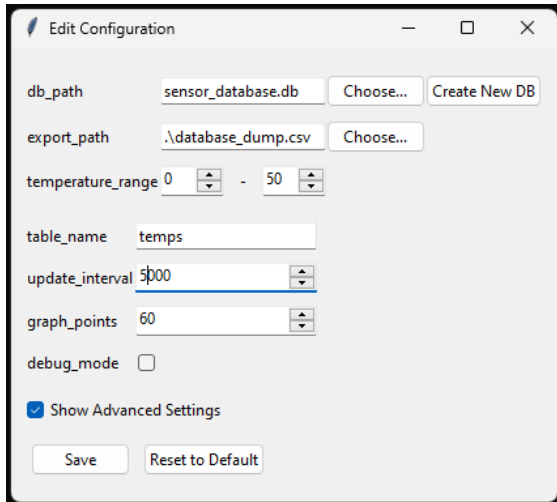 Edit Configuration
db_path sensor_database.db Choose... Create New DB
export_path .\database_dump.csv Choose...
temperature_range 0 - 50
table_name temps
update_interval 5000
graph_points 60
debug_mode
Show Advanced Settings
Save Reset to Default